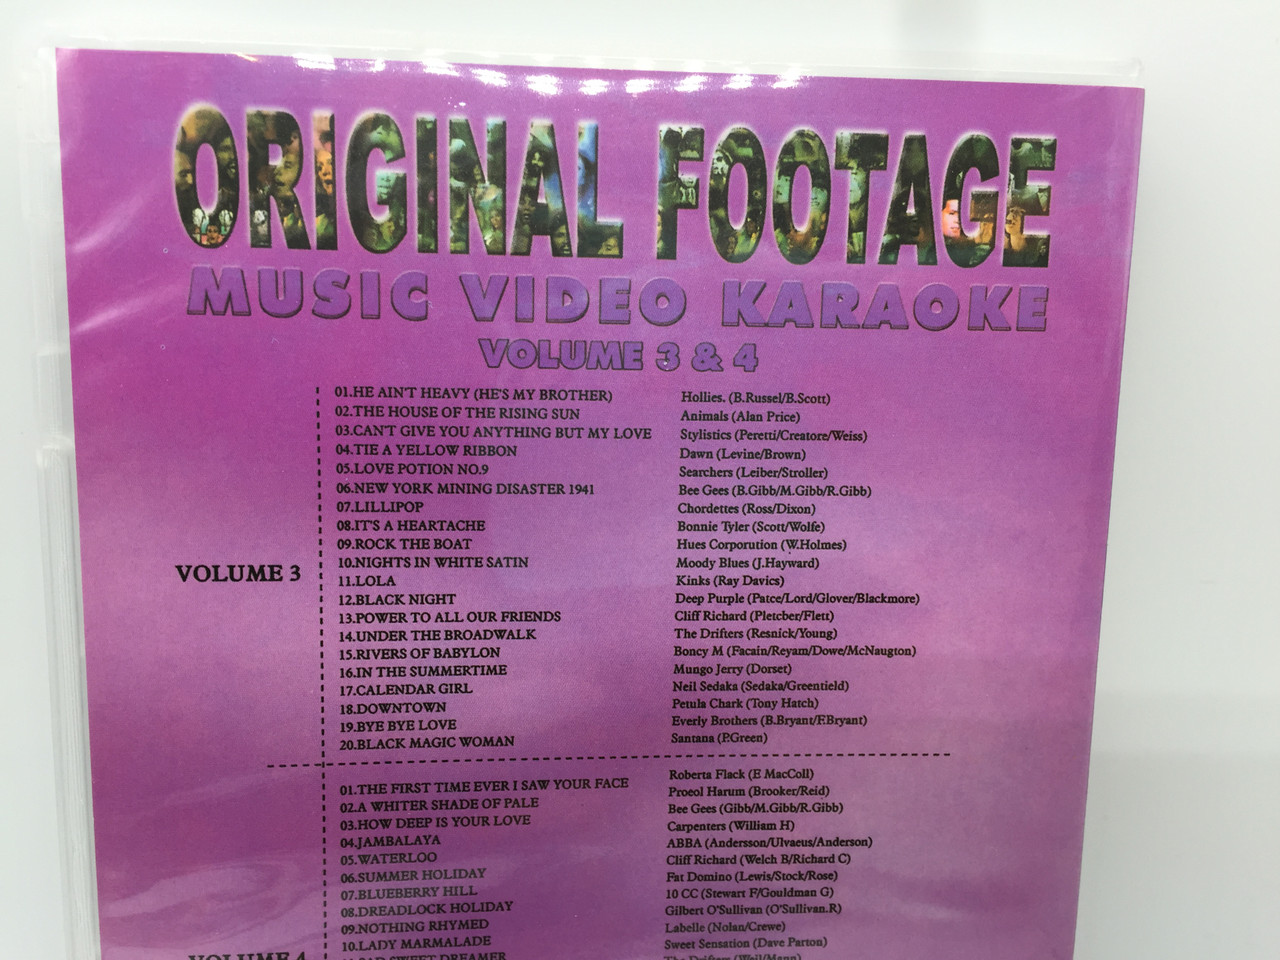 ORIGINAL FOOTAGE
MUSIC VIDEO KARAOKE
VOLUME 3 & 4
VOLUME 3
01.HE AIN'T HEAVY (HE'S MY BROTHER) Hollies. (B.Russel/B.Scott)
02.THE HOUSE OF THE RISING SUN Animals (Alan Price)
03.CAN'T GIVE YOU ANYTHING BUT MY LOVE Stylistics (Peretti/Creatore/Weiss)
04.TIE A YELLOW RIBBON Dawn (Levine/Brown)
05.LOVE POTION NO.9 Searchers (Leiber/Stroller)
06.NEW YORK MINING DISASTER 1941 Bee Gees (B.Gibb/M.Gibb/R.Gibb)
07.LILLIPOP Chordettes (Ross/Dixon)
08.IT'S A HEARTACHE Bonnie Tyler (Scott/Wolfe)
09.ROCK THE BOAT Hues Corporution (W.Holmes)
10.NIGHTS IN WHITE SATIN Moody Blues (J.Hayward)
11.LOLA Kinks (Ray Davics)
12.BLACK NIGHT Deep Purple (Patce/Lord/Glover/Blackmore)
13.POWER TO ALL OUR FRIENDS Cliff Richard (Pletcber/Flett)
14.UNDER THE BROADWALK The Drifters (Resnick/Young)
15.RIVERS OF BABYLON Boncy M (Facain/Reyam/Dowe/McNaugton)
16.IN THE SUMMERTIME Mungo Jerry (Dorset)
17.CALENDAR GIRL Neil Sedaka (Sedaka/Greentield)
18.DOWNTOWN Petula Chark (Tony Hatch)
19.BYE BYE LOVE Everly Brothers (B.Bryant/F.Bryant)
20.BLACK MAGIC WOMAN Santana (P.Green)
VOLUME 4
01.THE FIRST TIME EVER I SAW YOUR FACE Roberta Flack (E MacColl)
02.A WHITER SHADE OF PALE Proeol Harum (Brooker/Reid)
03.HOW DEEP IS YOUR LOVE Bee Gees (Gibb/M.Gibb/R.Gibb)
04.JAMBALAYA Carpenters (William H)
05.WATERLOO ABBA (Andersson/Ulvaeus/Anderson)
06.SUMMER HOLIDAY Cliff Richard (Welch B/Richard C)
07.BLUEBERRY HILL Fat Domino (Lewis/Stock/Rose)
08.DREADLOCK HOLIDAY 10 CC (Stewart F/Gouldman G)
09.NOTHING RHYMED Gilbert O'Sullivan (O'Sullivan.R)
10.LADY MARMALADE Labelle (Nolan/Crewe)
SWEET DREAMER Sweet Sensation (Dave Parton)
The Drifters (Weil/Mann)